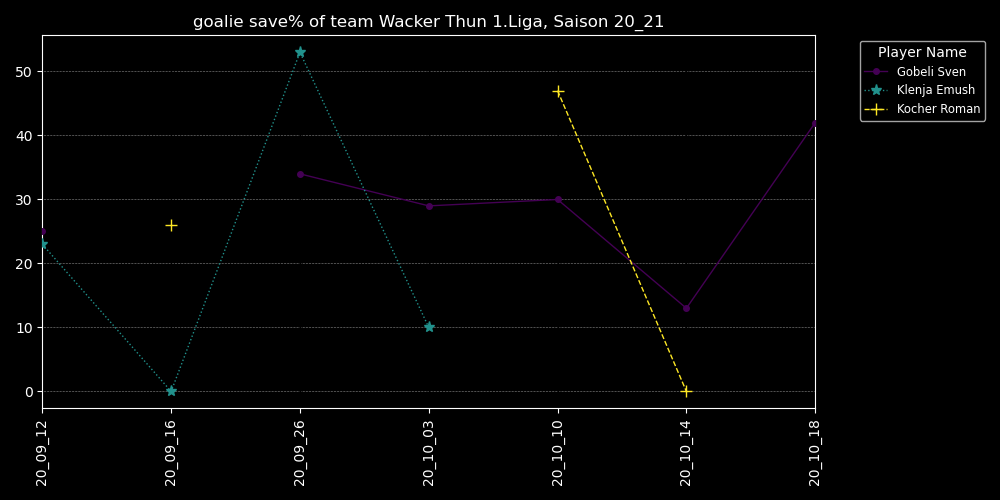 goalie save% of team Wacker Thun 1.Liga, Saison 20_21
Player Name
Gobeli Sven
Klenja Emush
Kocher Roman
50
40
30
20
10
0
20_09_12
20_09_16
20_09_26
20_10_03
20_10_10
20_10_14
20_10_18